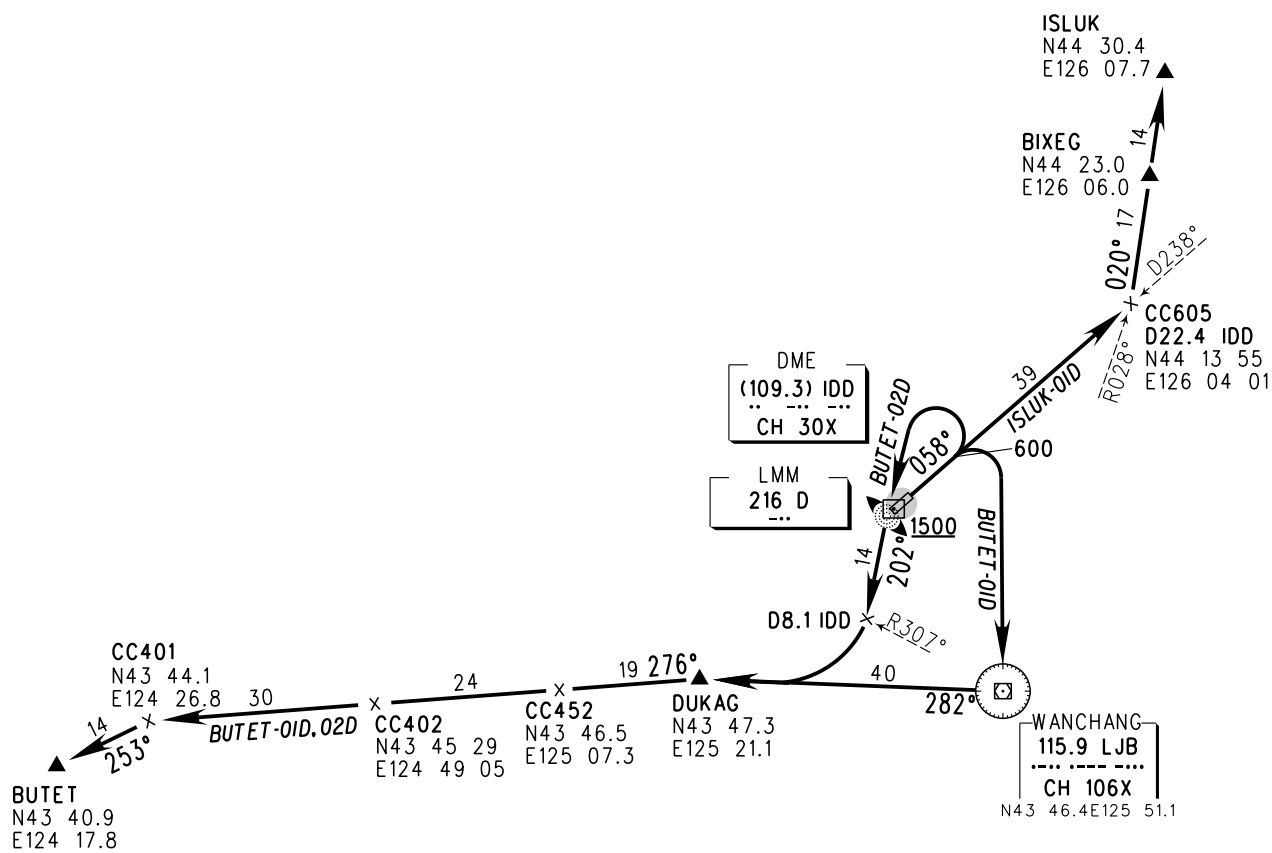 ISLUK
N44 30.4
E126 07.7
14
BIXEG
N44 23.0
E126 06.0
17
020°
D238°
CC605
D22.4 IDD
N44 13 55
E126 04 01
R028°
39
ISLUK-01D
DME
(109.3) IDD
·· -·· -··
CH 30X
BUTET-02D
058°
600
LMM
216 D
-··
1500
BUTET-01D
14
202°
D8.1 IDD
R307°
CC401
N43 44.1
E124 26.8
30
24
19
276°
40
282°
14
253°
BUTET-01D,02D
CC402
N43 45 29
E124 49 05
CC452
N43 46.5
E125 07.3
DUKAG
N43 47.3
E125 21.1
WANCHANG
115.9 LJB
·-·· ·--- -···
CH 106X
N43 46.4E125 51.1
BUTET
N43 40.9
E124 17.8